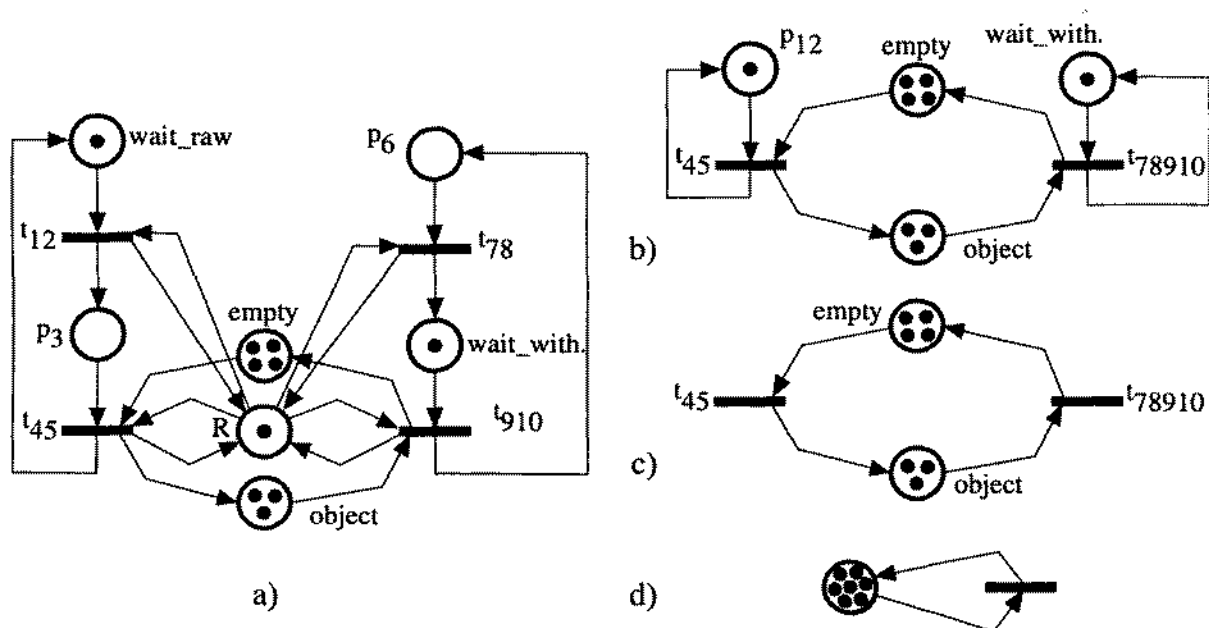 wait_raw
p6
t12
t78
p3
empty
wait_with.
t45
R
t910
object
a)
p12
empty
wait_with.
t45
t78910
object
b)
empty
t45
t78910
object
c)
d)